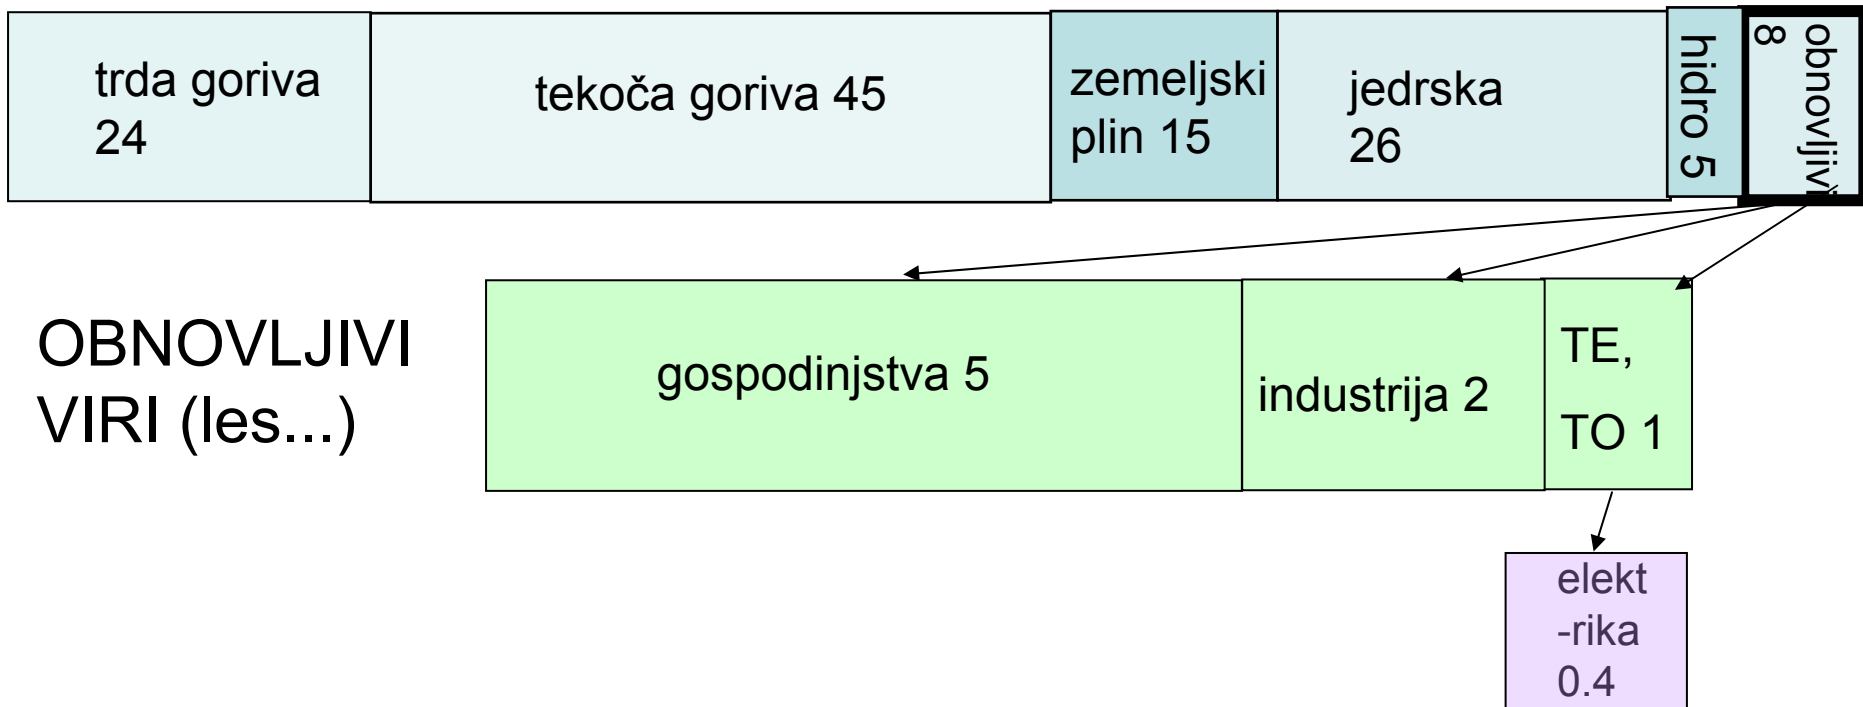 trda goriva
24
tekoča goriva 45
zemeljski
plin 15
jedrska
26
hidro 5
obnovljivi
8
OBNOVLJIVI
VIRI (les...)
gospodinjstva 5
industrija 2
TE,
TO 1
elekt
-rika
0.4